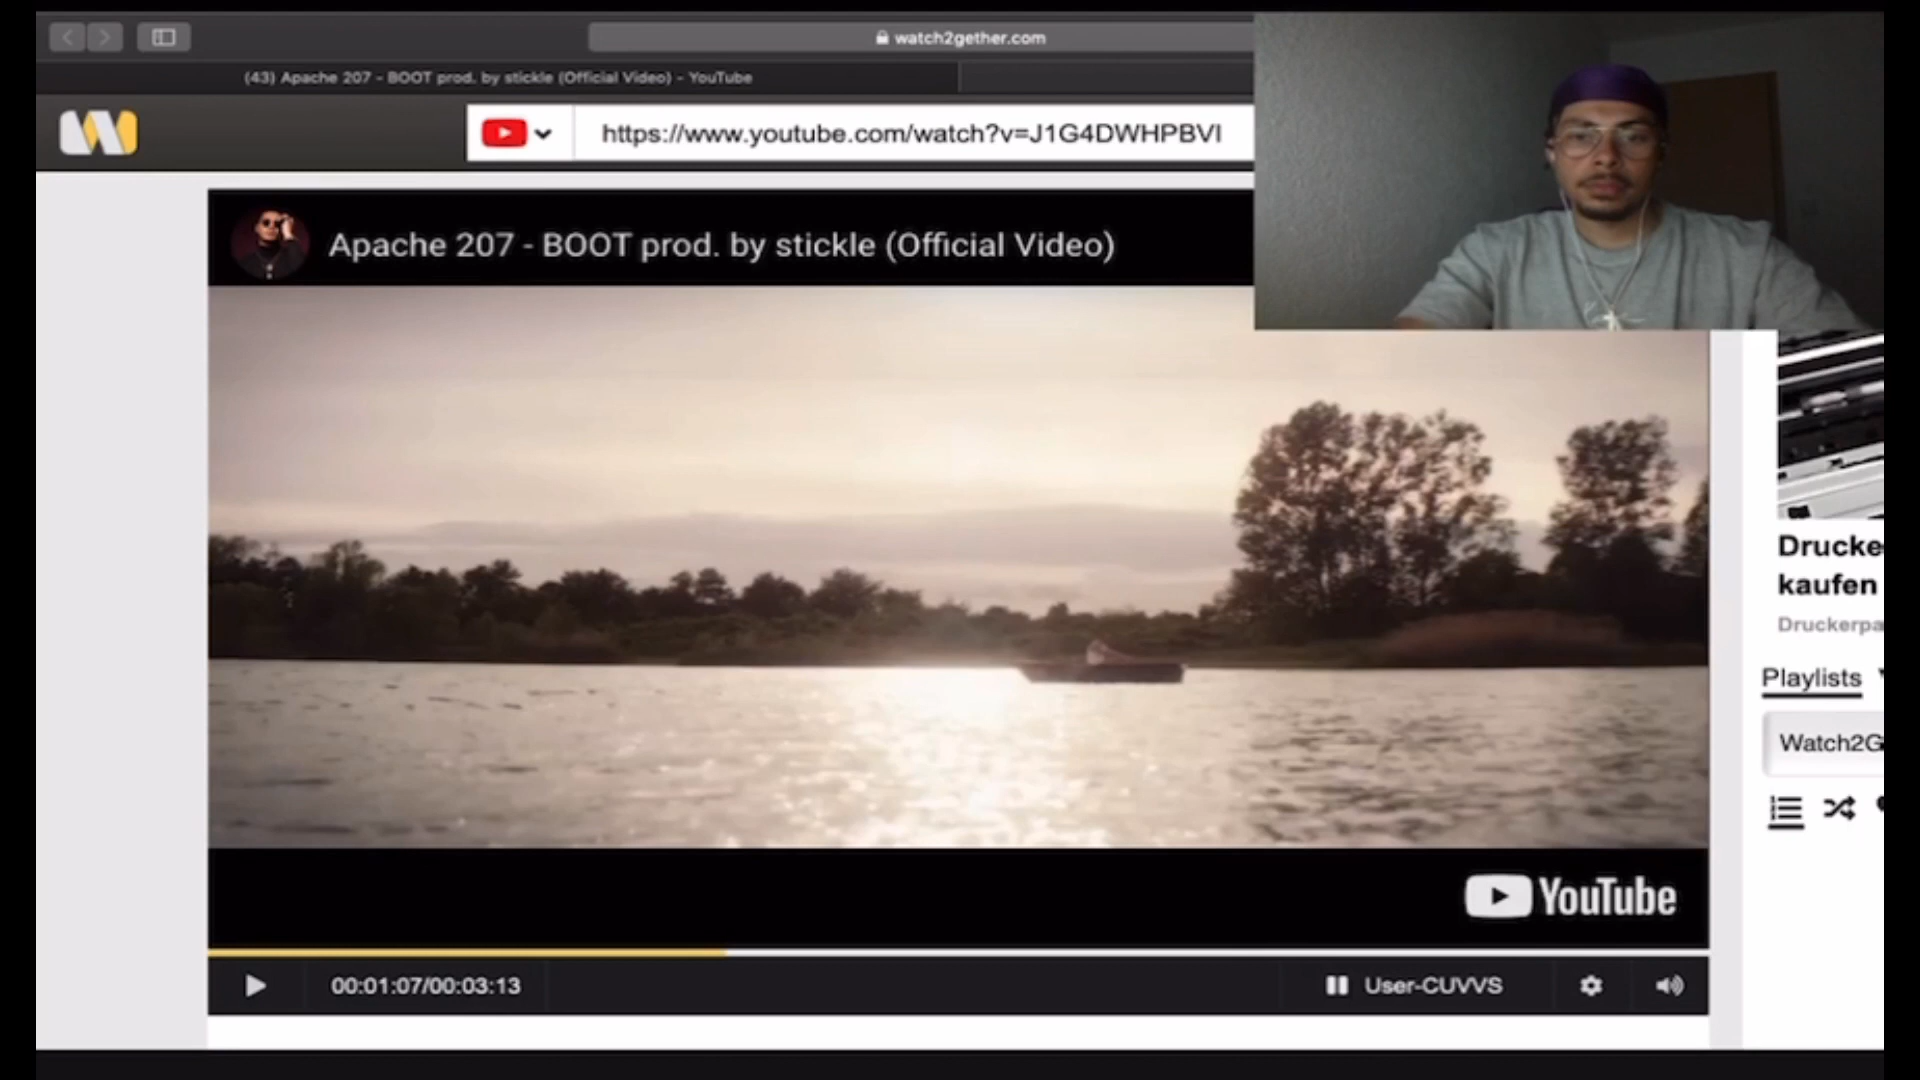 watch2gether.com
(43) Apache 207 - BOOT prod. by stickle (Official Video) - YouTube
https://www.youtube.com/watch?v=J1G4DWHPBVI
Apache 207 - BOOT prod. by stickle (Official Video)
Drucke
kaufen
Druckerpa
Playlists
Watch2G
YouTube
00:01:07/00:03:13
User-CUVVS